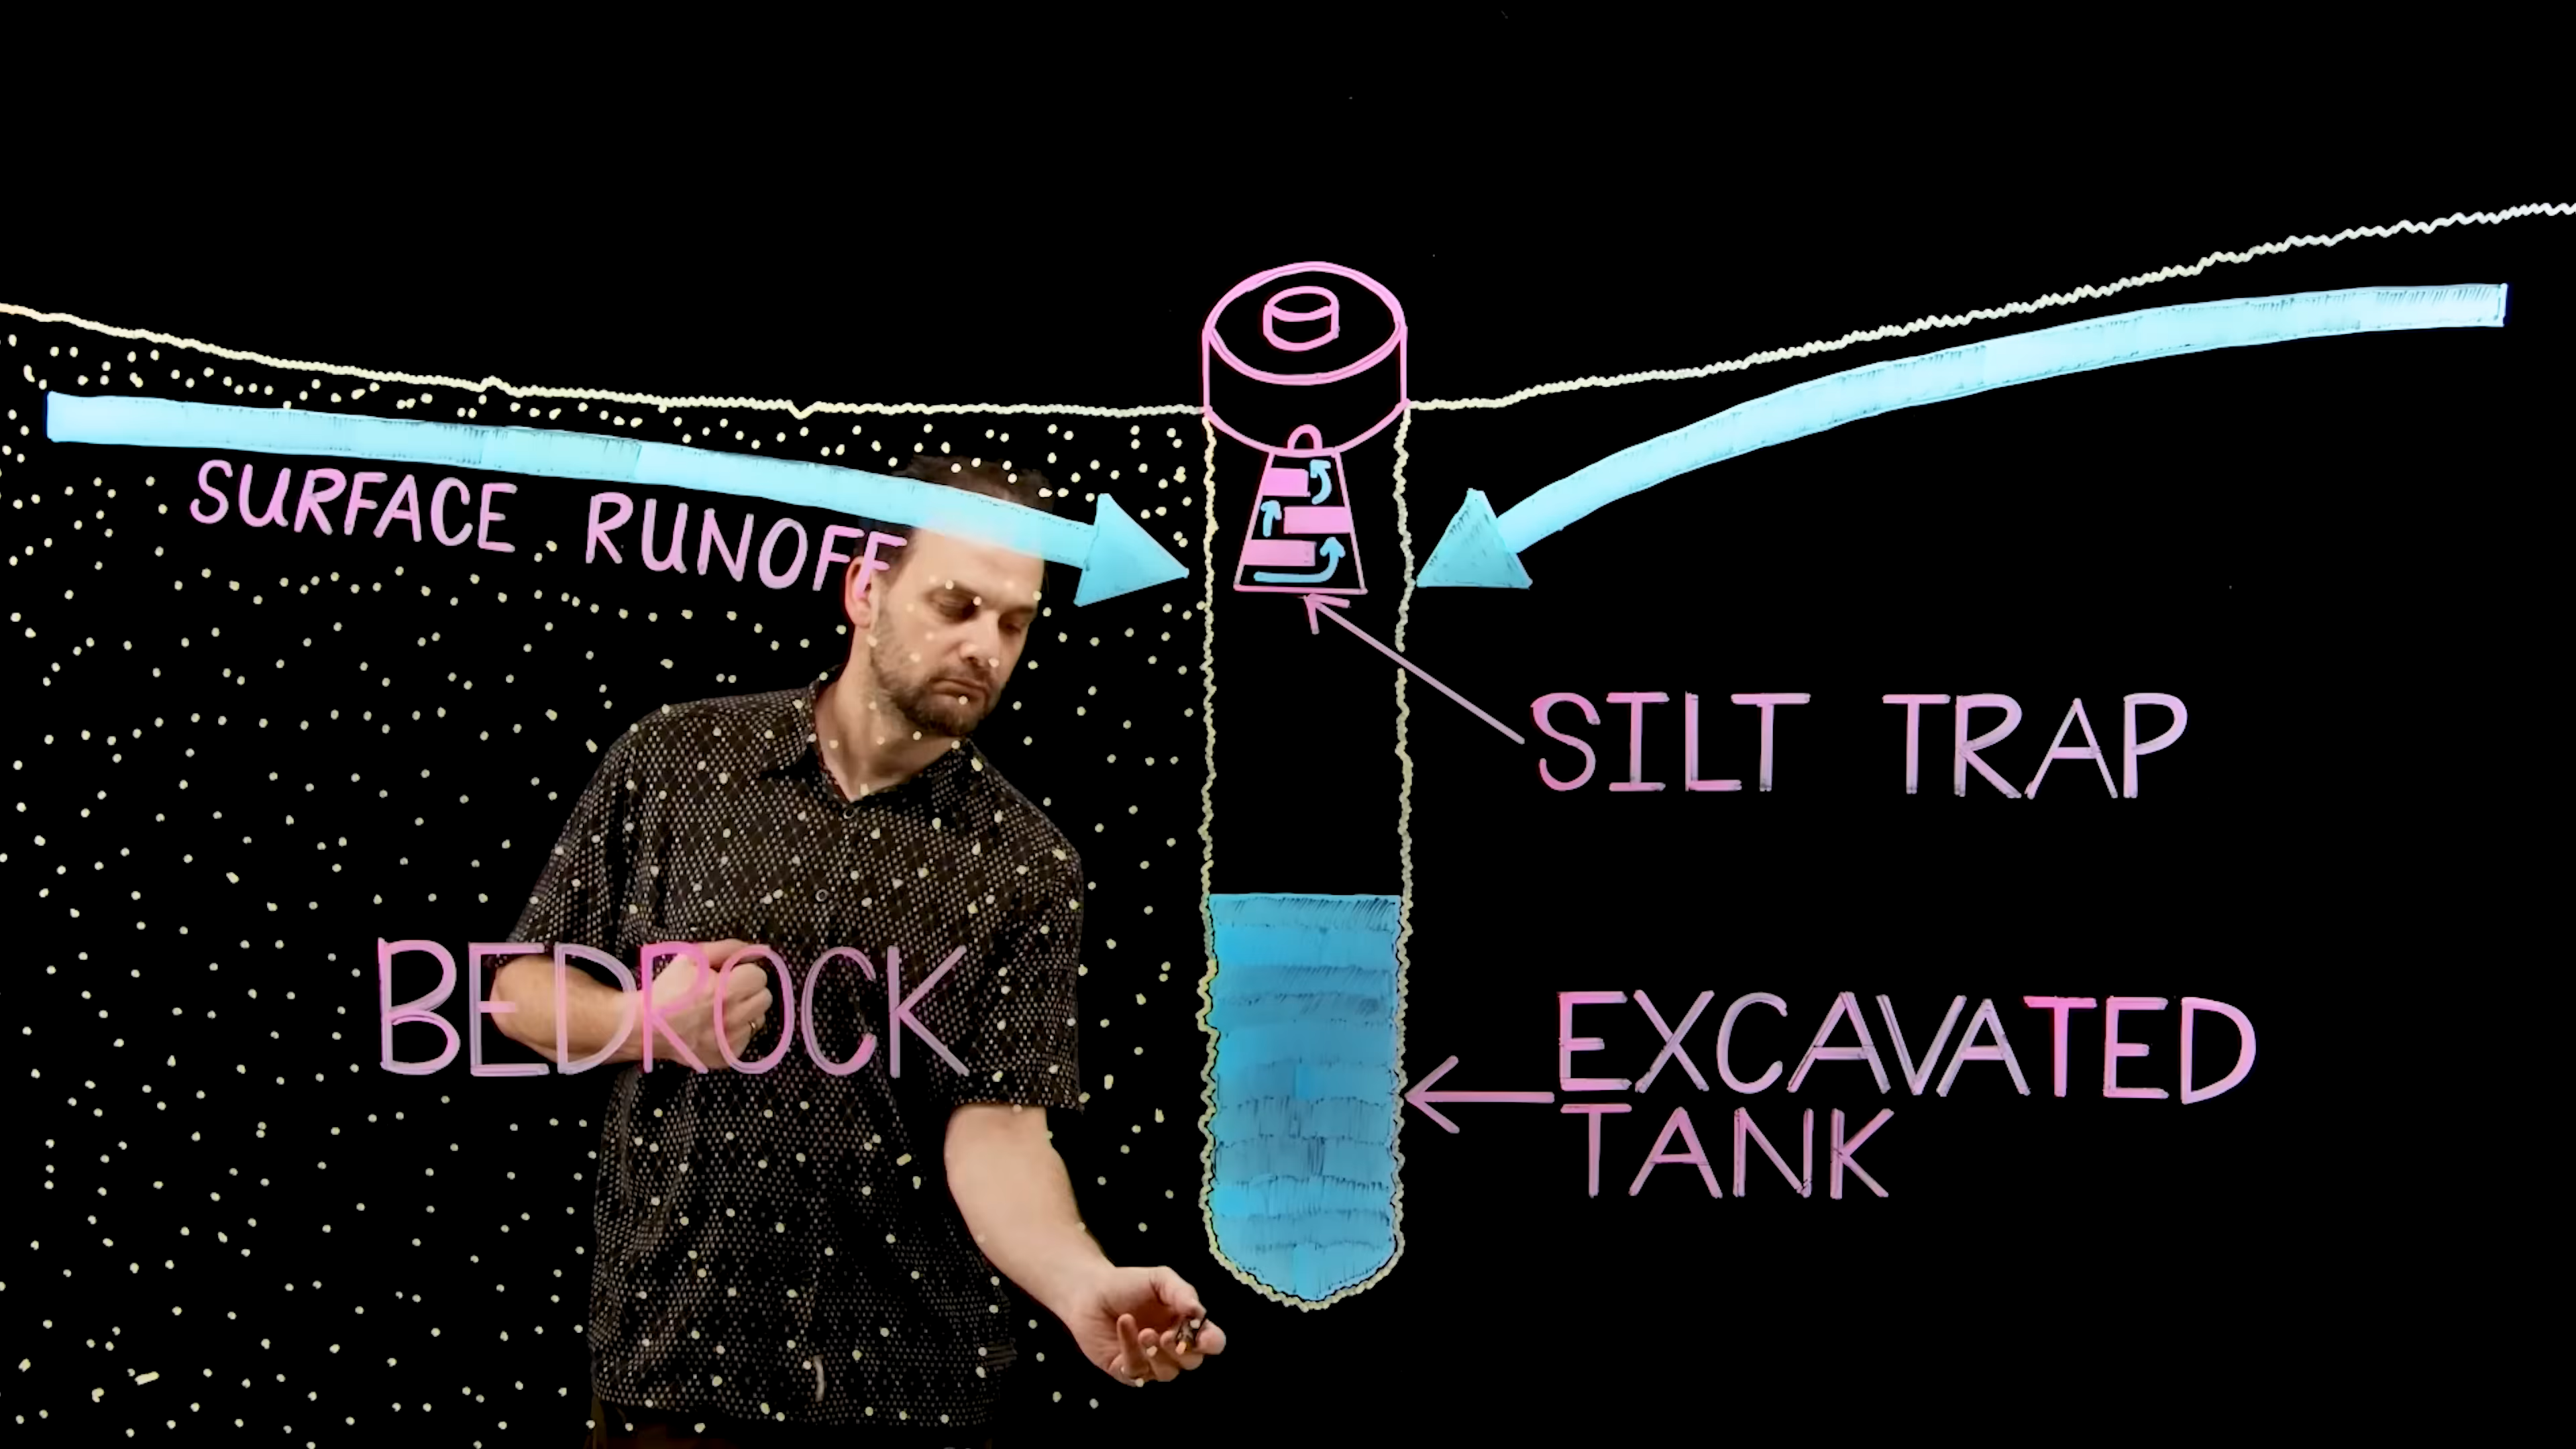 SURFACE RUNOFF
SILT TRAP
BEDROCK
EXCAVATED
TANK